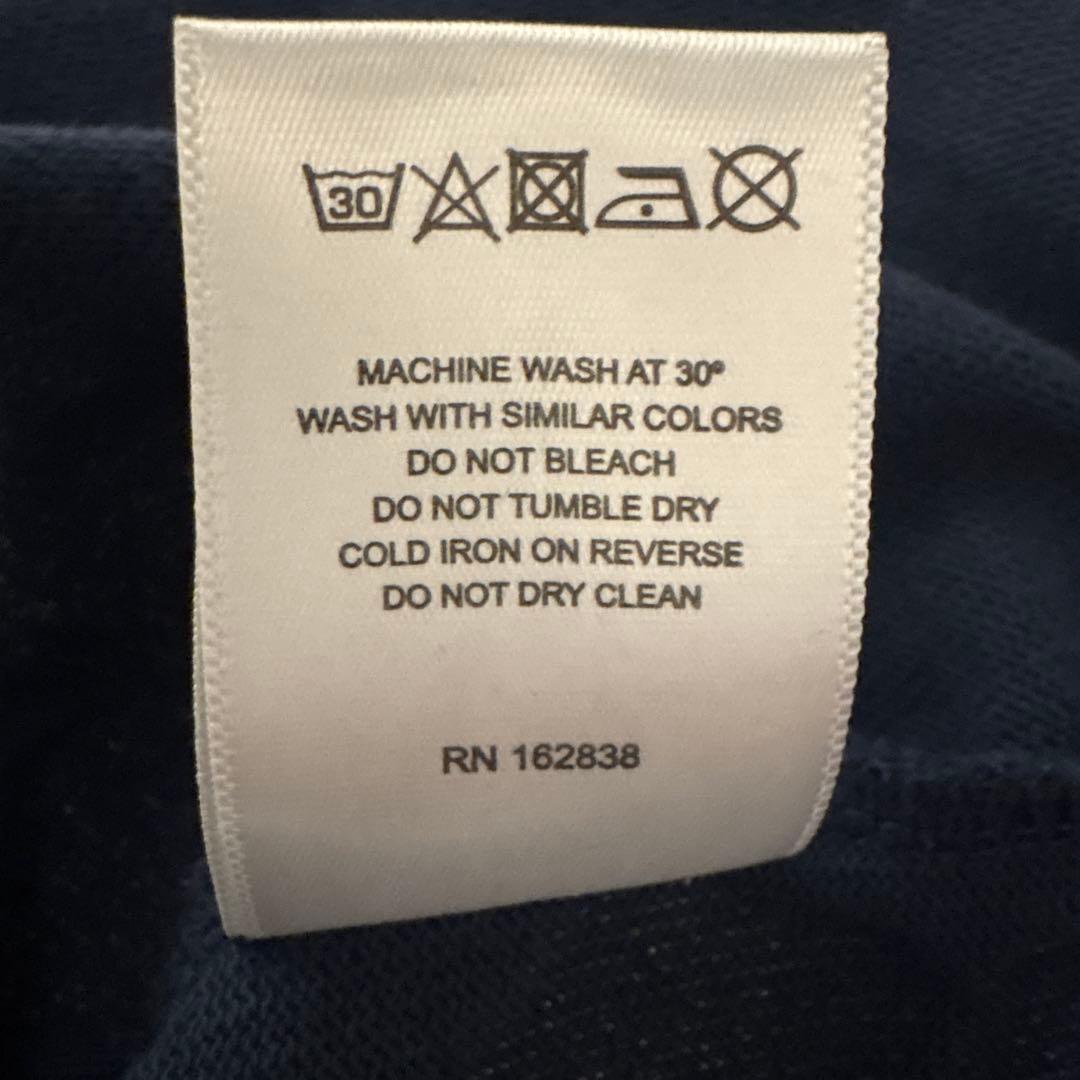 30
MACHINE WASH AT 30°
WASH WITH SIMILAR COLORS
DO NOT BLEACH
DO NOT TUMBLE DRY
COLD IRON ON REVERSE
DO NOT DRY CLEAN
RN 162838